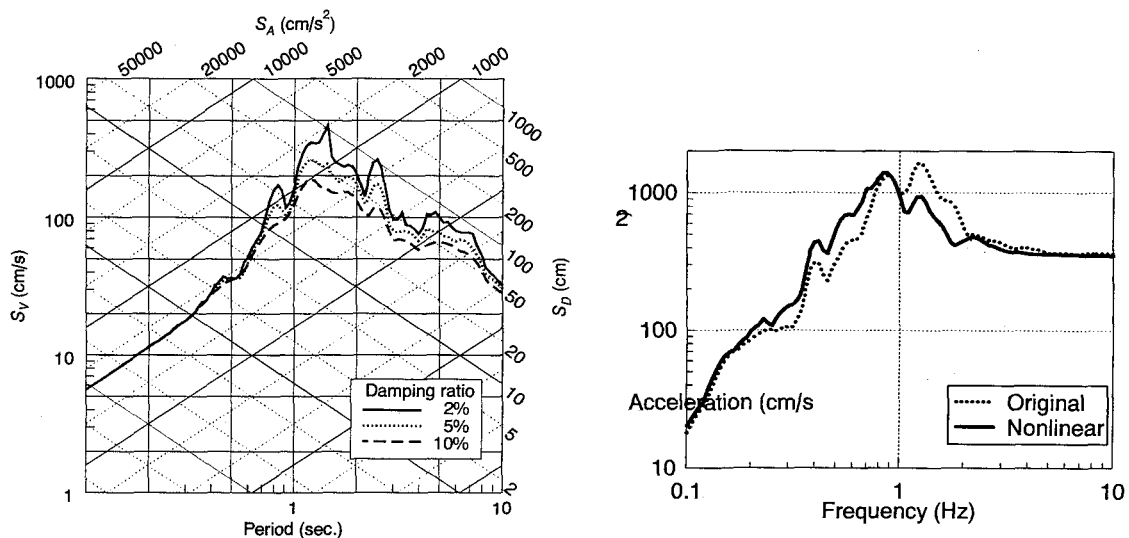 S_A (cm/s²)
50000 20000 10000 5000 2000 1000
1000
100
10
1
S_V (cm/s)
1000
500
200
100
50
20
10
5
2
S_D (cm)
Damping ratio
2%
5%
10%
1 10
Period (sec.)
1000
100
10
2)
Acceleration (cm/s
Original
Nonlinear
0.1 1 10
Frequency (Hz)